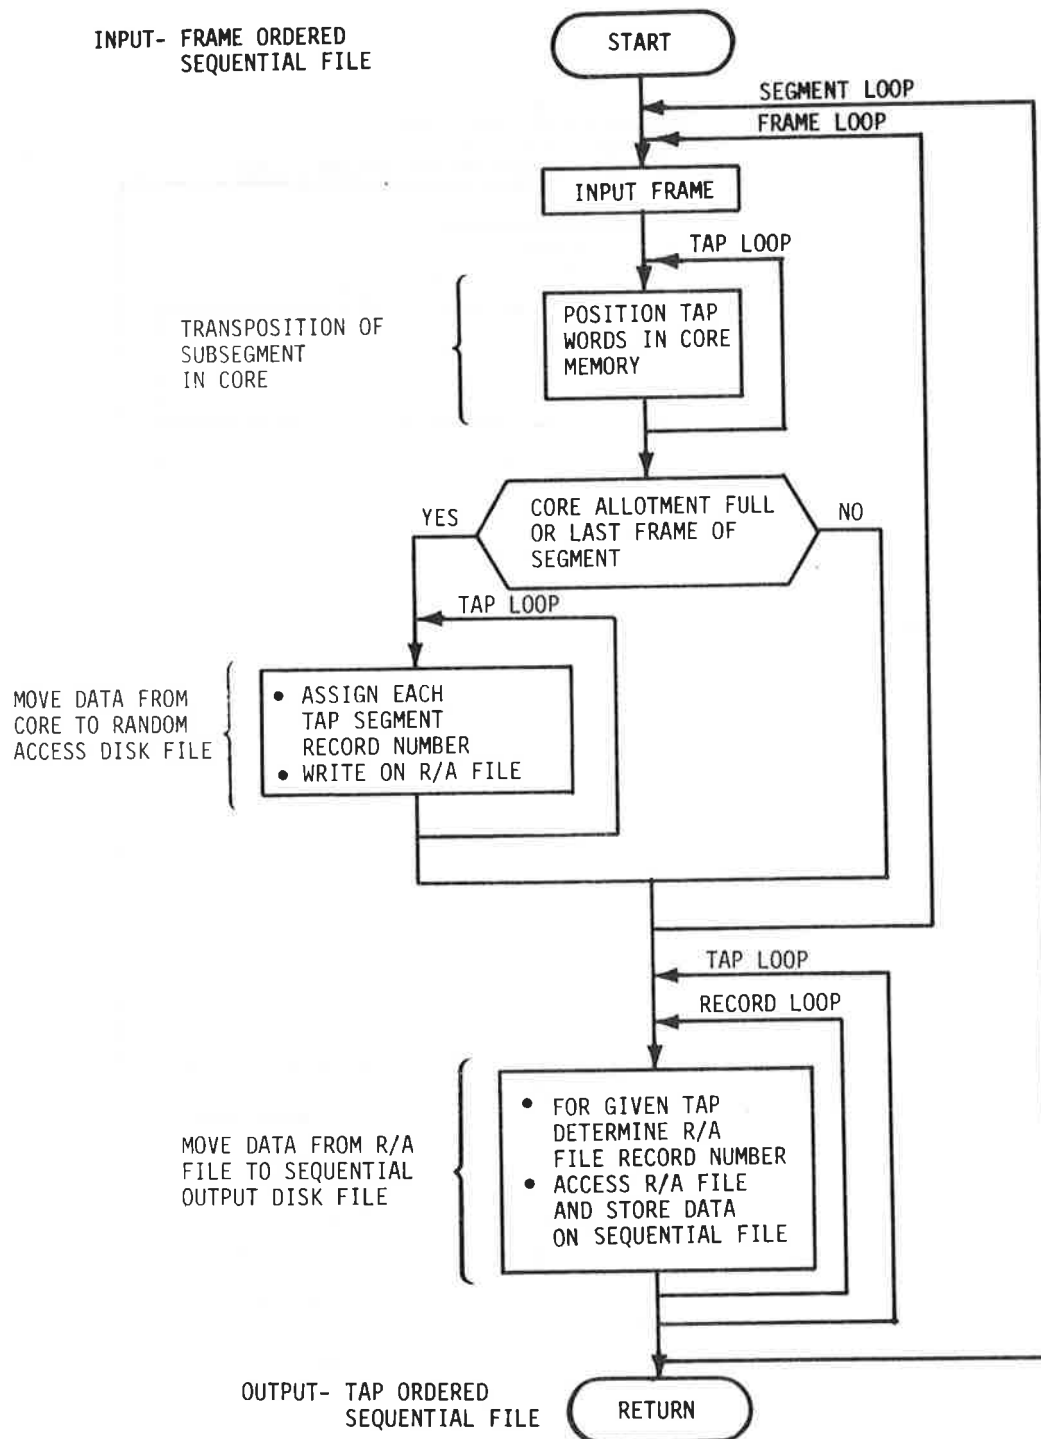 INPUT- FRAME ORDERED
SEQUENTIAL FILE
START
SEGMENT LOOP
FRAME LOOP
INPUT FRAME
TAP LOOP
TRANSPOSITION OF
SUBSEGMENT
IN CORE
POSITION TAP
WORDS IN CORE
MEMORY
YES
CORE ALLOTMENT FULL
OR LAST FRAME OF
SEGMENT
NO
TAP LOOP
MOVE DATA FROM
CORE TO RANDOM
ACCESS DISK FILE
• ASSIGN EACH
TAP SEGMENT
RECORD NUMBER
• WRITE ON R/A FILE
TAP LOOP
RECORD LOOP
MOVE DATA FROM R/A
FILE TO SEQUENTIAL
OUTPUT DISK FILE
• FOR GIVEN TAP
DETERMINE R/A
FILE RECORD NUMBER
• ACCESS R/A FILE
AND STORE DATA
ON SEQUENTIAL FILE
OUTPUT- TAP ORDERED
SEQUENTIAL FILE
RETURN